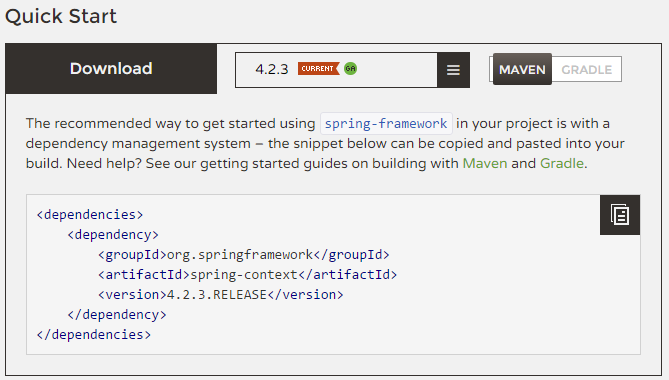 Quick Start
Download
4.2.3 CURRENT GA
MAVEN GRADLE
The recommended way to get started using spring-framework in your project is with a
dependency management system – the snippet below can be copied and pasted into your
build. Need help? See our getting started guides on building with Maven and Gradle.
<dependencies>
    <dependency>
        <groupId>org.springframework</groupId>
        <artifactId>spring-context</artifactId>
        <version>4.2.3.RELEASE</version>
    </dependency>
</dependencies>